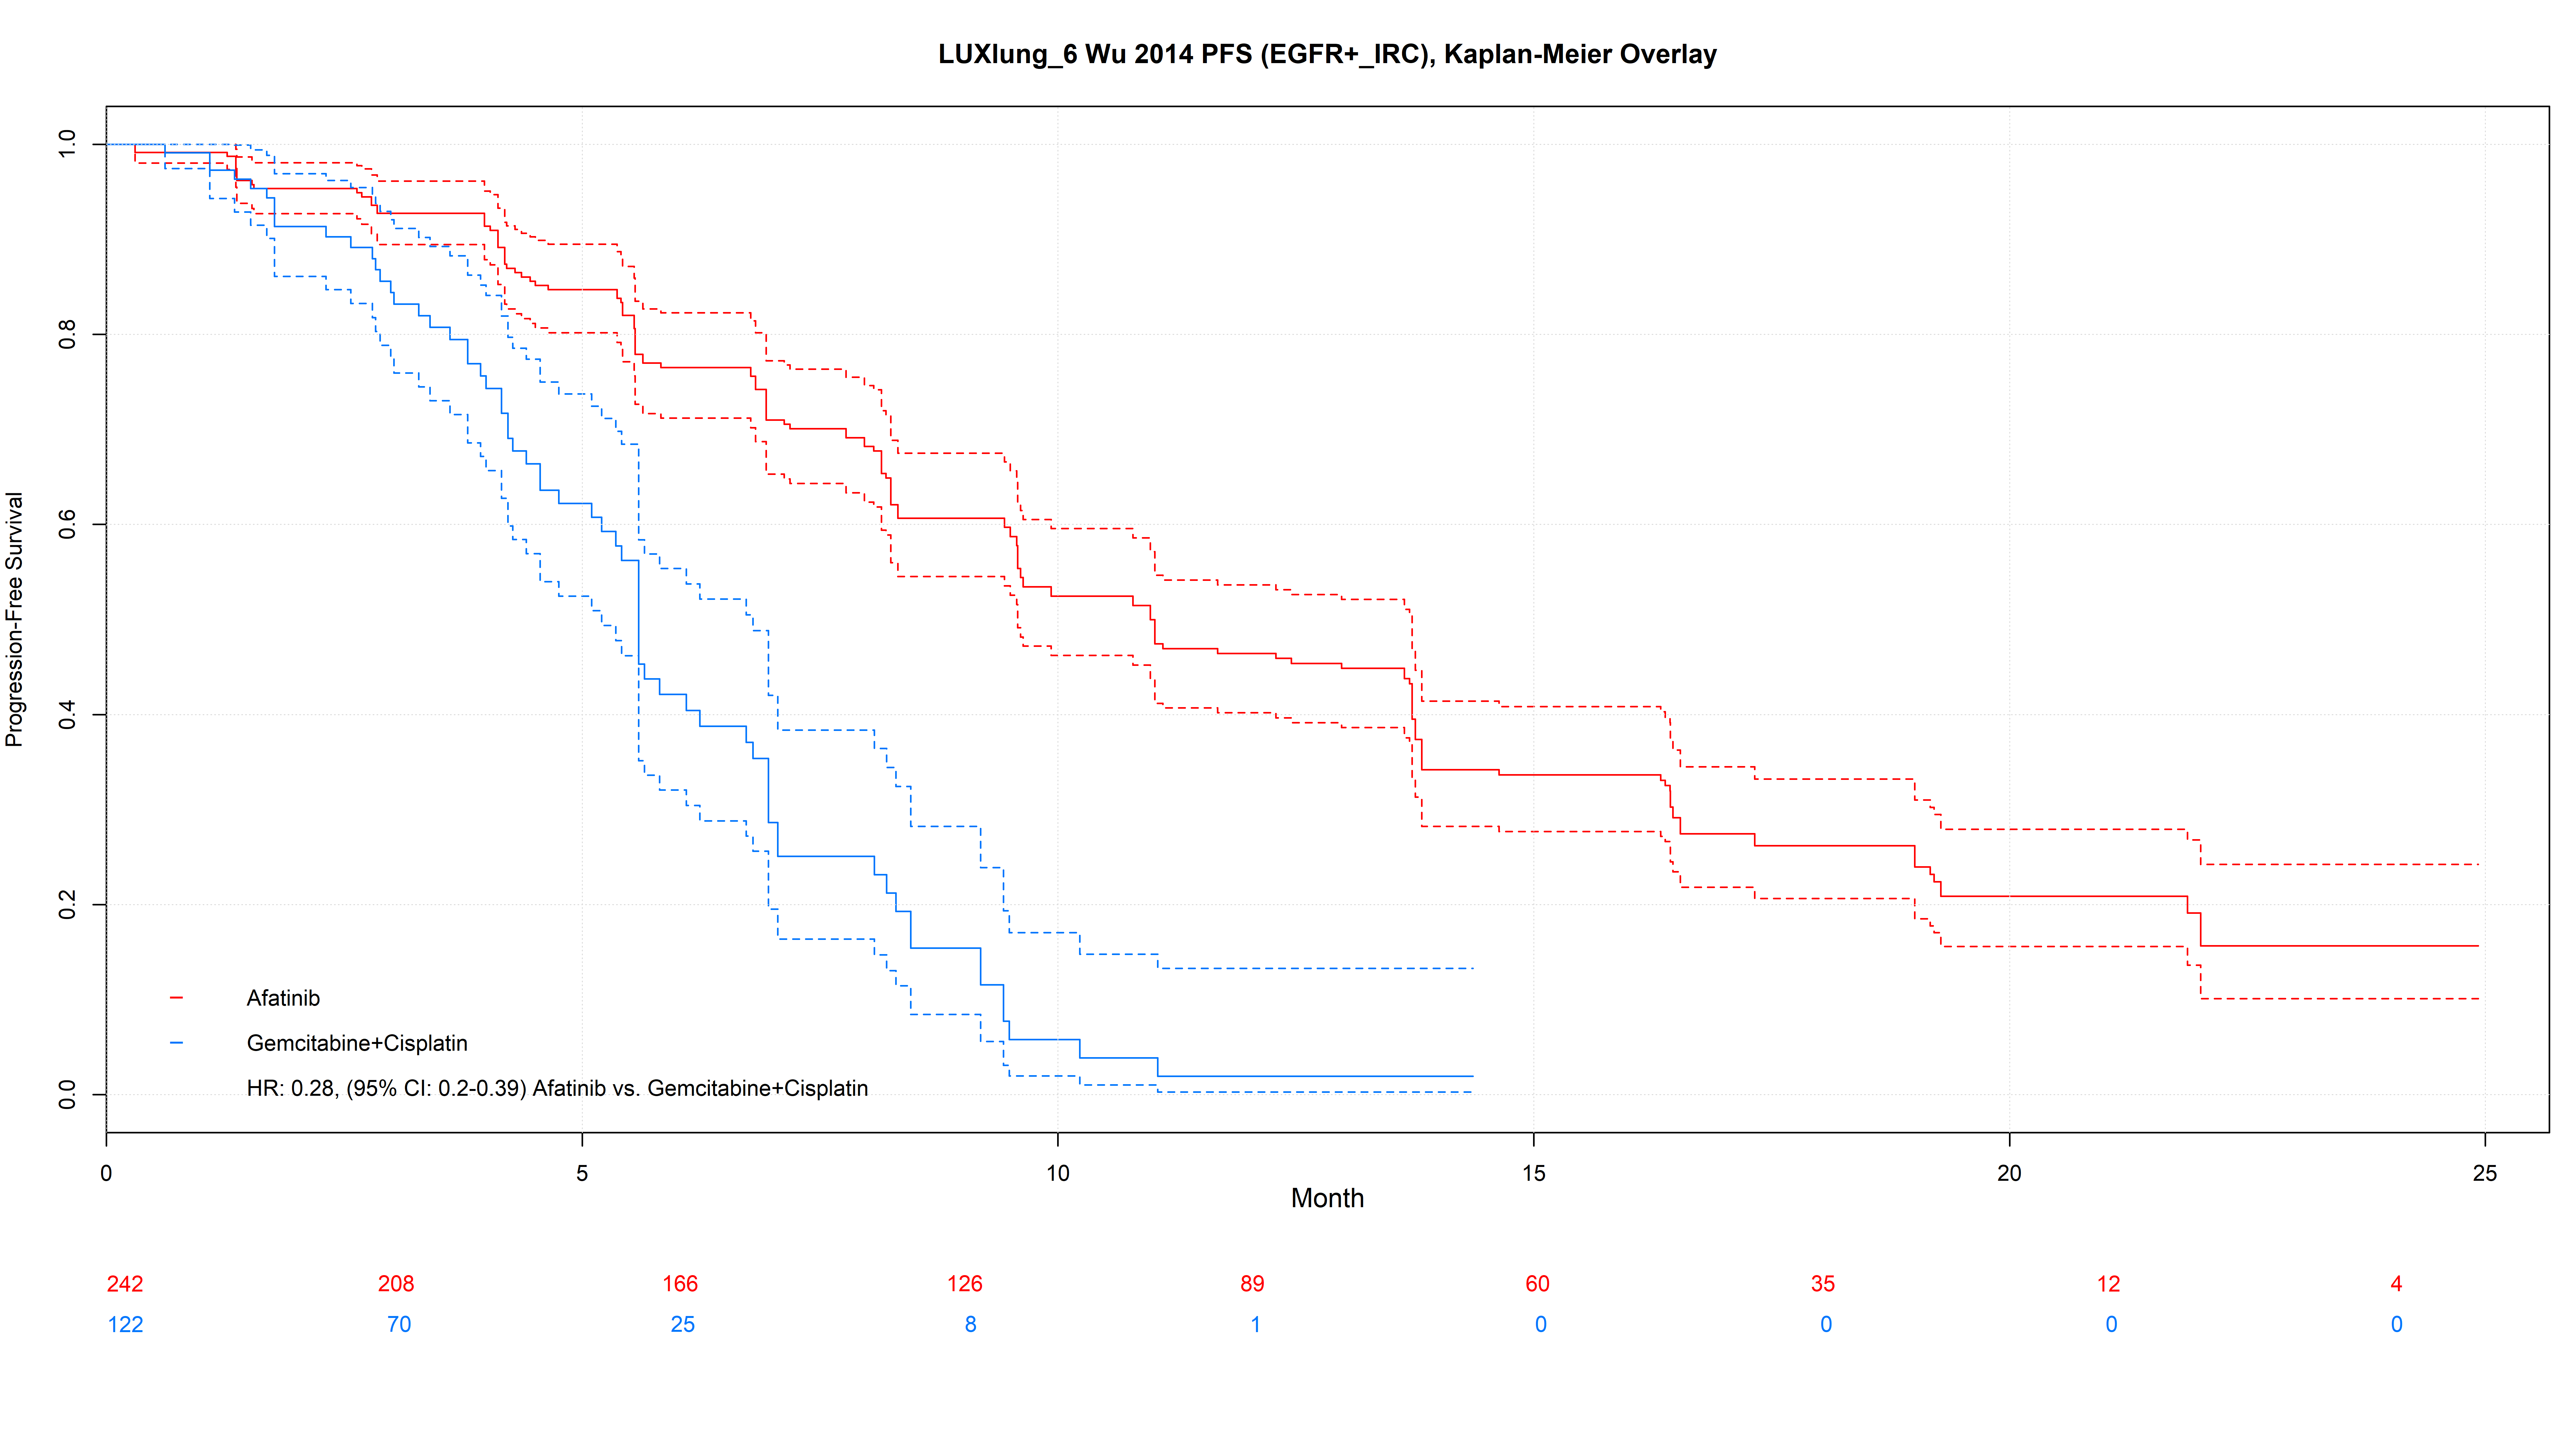 LUXlung_6 Wu 2014 PFS (EGFR+_IRC), Kaplan-Meier Overlay
Progression-Free Survival
1.0
0.8
0.6
0.4
0.2
0.0
Afatinib
Gemcitabine+Cisplatin
HR: 0.28, (95% CI: 0.2-0.39) Afatinib vs. Gemcitabine+Cisplatin
0 5 10 15 20 25
Month
242 208 166 126 89 60 35 12 4
122 70 25 8 1 0 0 0 0